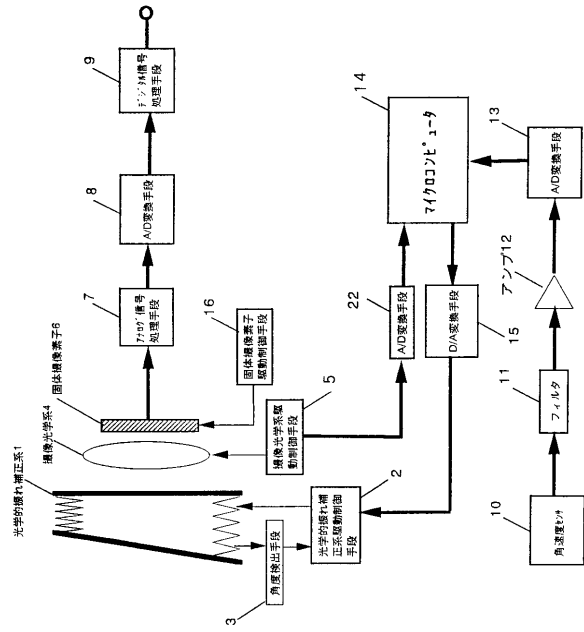 光学的振れ補正系1
撮像光学系4
固体撮像素子6
7
アナログ信号
処理手段
8
A/D変換手段
9
デジタル信号
処理手段
16
固体撮像素子
駆動制御手段
5
撮像光学系駆
動制御手段
3
角度検出手段
2
光学的振れ補
正系駆動制御
手段
22
A/D変換手段
14
マイクロコンピュータ
D/A変換手段
15
10
角速度センサ
11
フィルタ
アンプ12
13
A/D変換手段